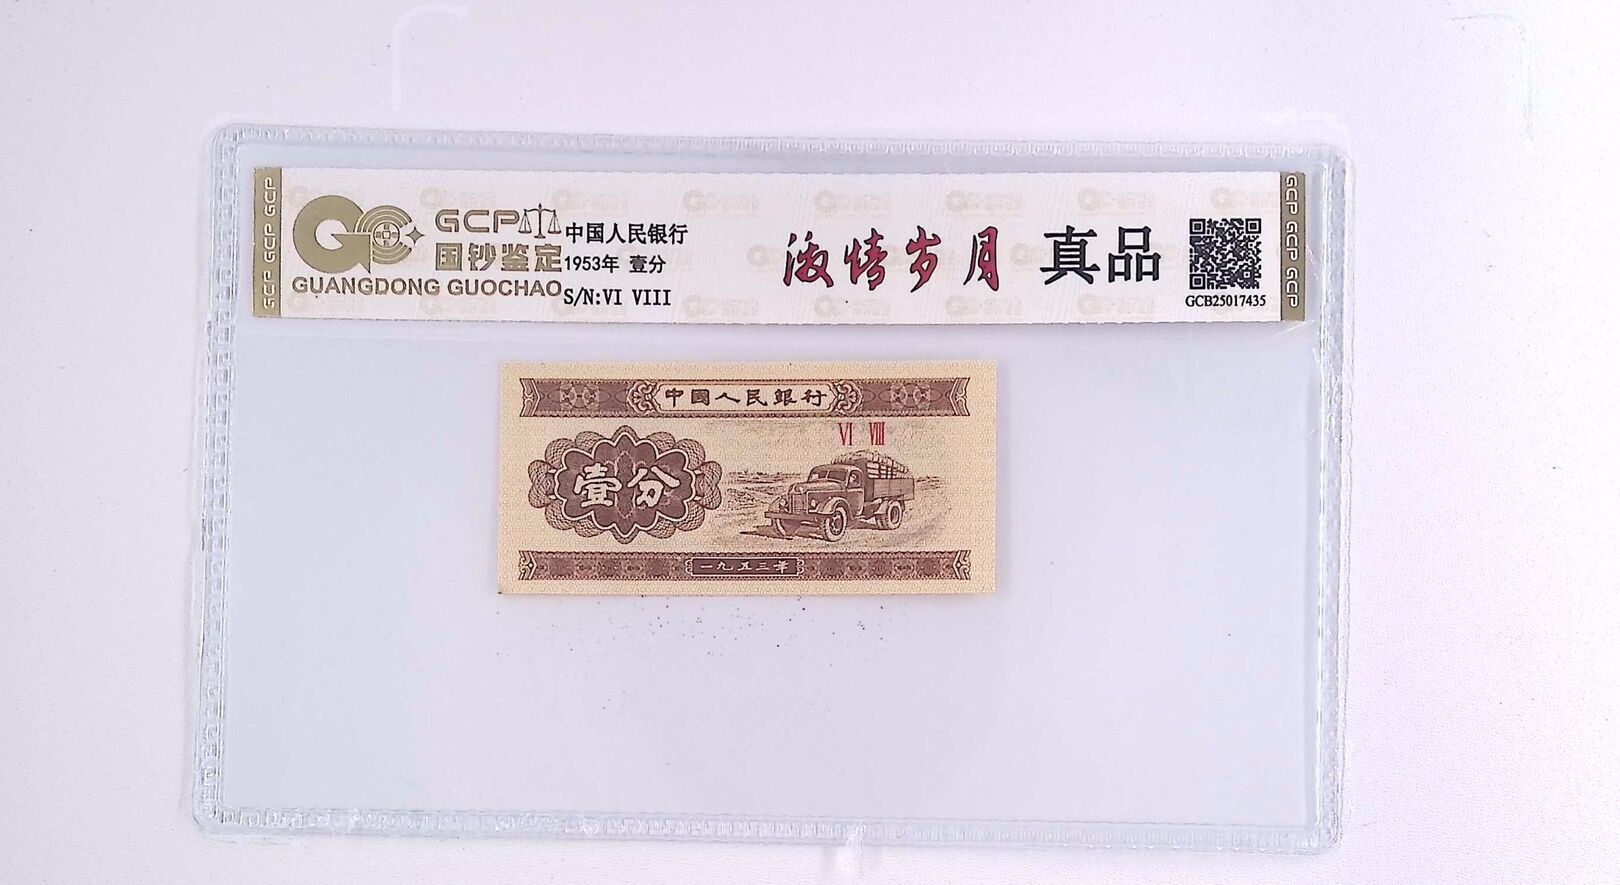 GCP GCP GCP
GCP
国钞鉴定
GUANGDONG GUOCHAO
中国人民银行
1953年 壹分
S/N:VI VIII
激情岁月
真品
GCB25017435
GCP GCP GCP
中國人民銀行
VI VIII
壹分
一九五三年